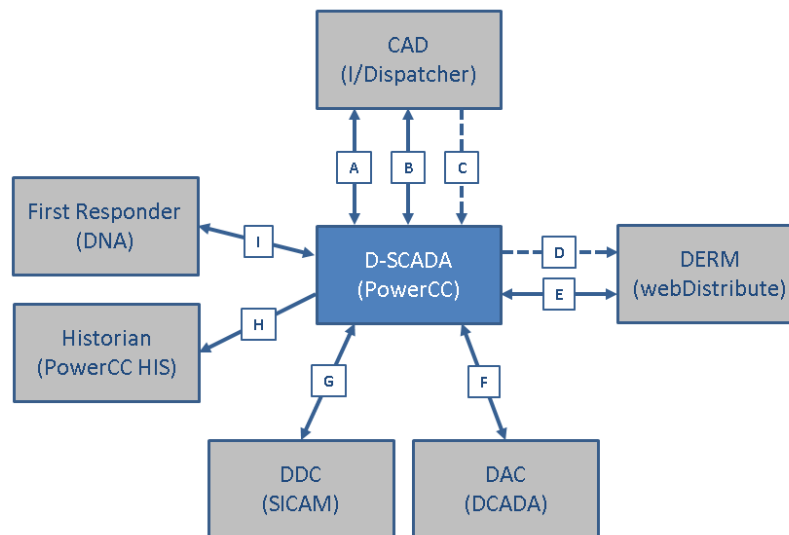 CAD
(I/Dispatcher)
A
B
C
First Responder
(DNA)
I
D-SCADA
(PowerCC)
D
E
DERM
(webDistribute)
Historian
(PowerCC HIS)
H
G
F
DDC
(SICAM)
DAC
(DCADA)